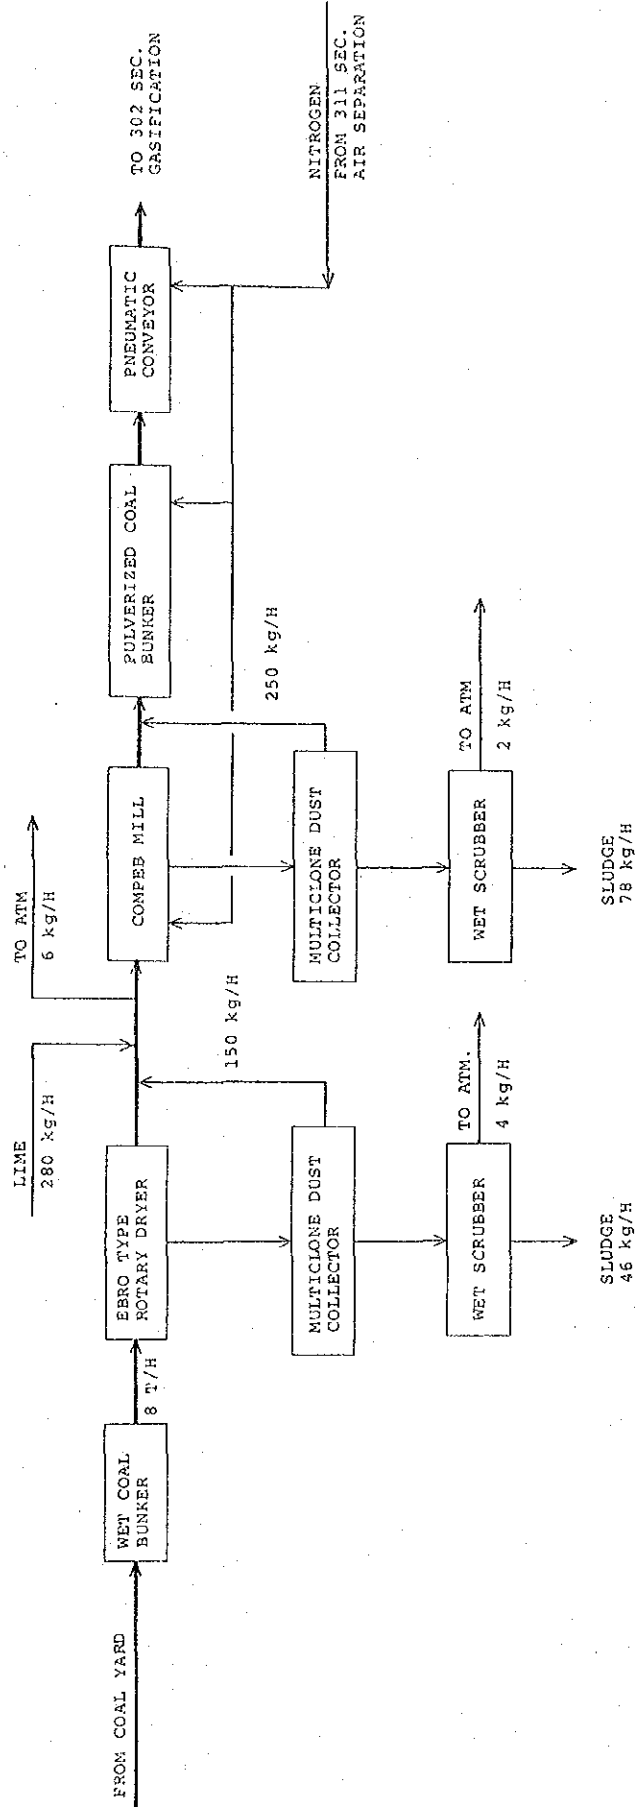 FROM COAL YARD
WET COAL
BUNKER
8 T/H
EBRO TYPE
ROTARY DRYER
LIME
280 kg/H
TO ATM
6 kg/H
150 kg/H
MULTICLONE DUST
COLLECTOR
WET SCRUBBER
TO ATM.
4 kg/H
SLUDGE
46 kg/H
COMPEB MILL
250 kg/H
MULTICLONE DUST
COLLECTOR
WET SCRUBBER
TO ATM
2 kg/H
SLUDGE
78 kg/H
PULVERIZED COAL
BUNKER
PNEUMATIC
CONVEYOR
TO 302 SEC.
GASIFICATION
NITROGEN
FROM 311 SEC.
AIR SEPARATION